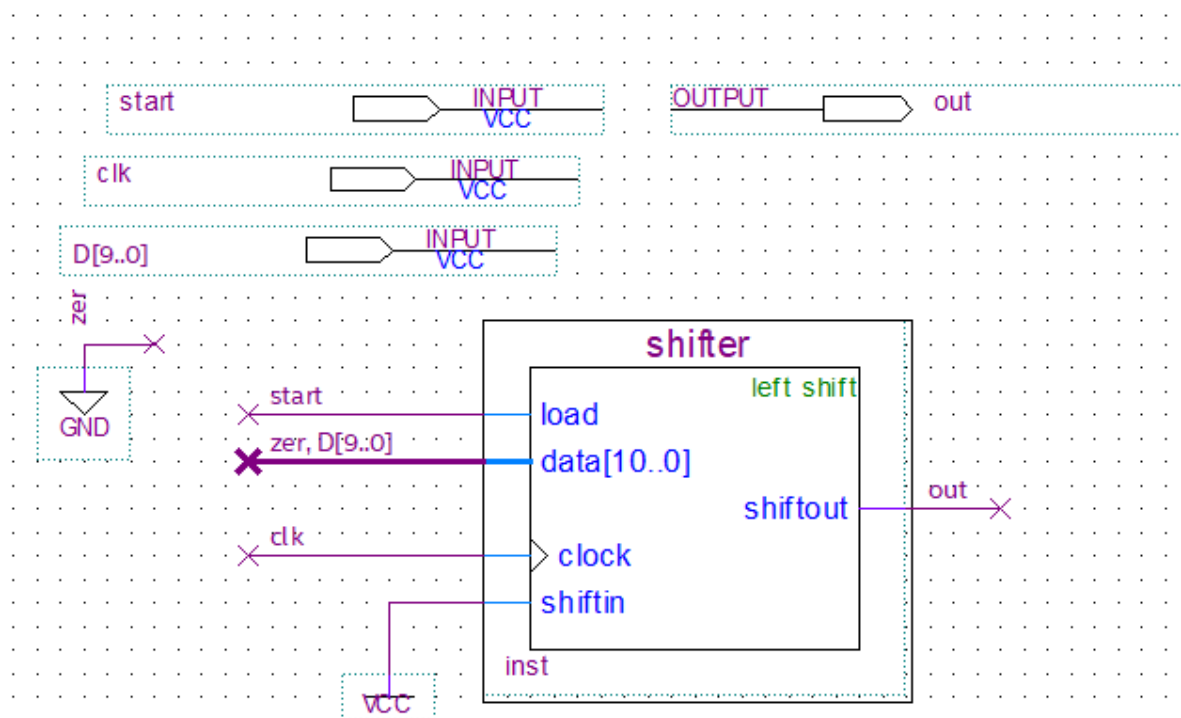 start
INPUT
VCC
OUTPUT
out
clk
INPUT
VCC
D[9..0]
INPUT
VCC
zer
GND
shifter
left shift
start
load
zer, D[9..0]
data[10..0]
out
shiftout
clk
clock
shiftin
inst
VCC